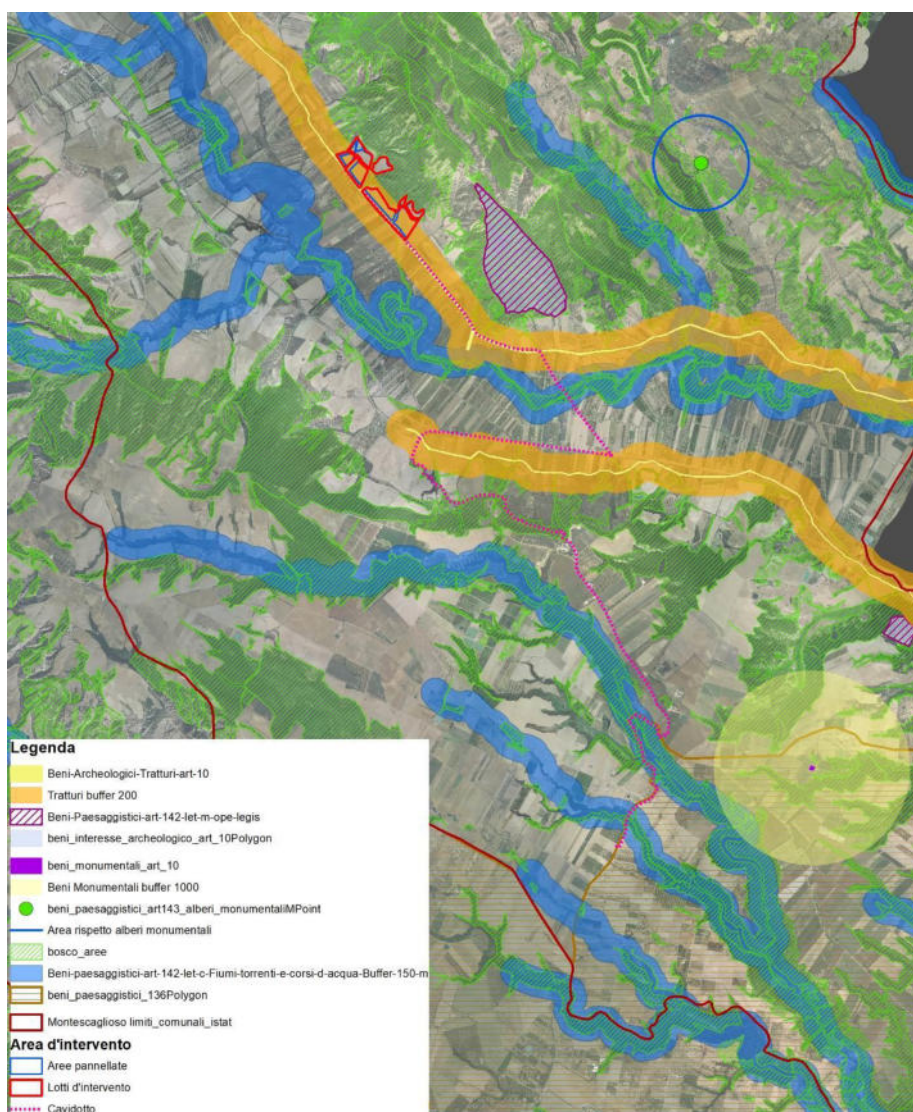 Legenda
Beni-Archeologici-Tratturi-art-10
Tratturi buffer 200
Beni-Paesaggistici-art-142-let-m-ope-legis
beni_interesse_archeologico_art_10Polygon
beni_monumentali_art_10
Beni Monumentali buffer 1000
beni_paesaggistici_art143_alberi_monumentaliMPoint
Area rispetto alberi monumentali
bosco_aree
Beni-paesaggistici-art-142-let-c-Fiumi-torrenti-e-corsi-d-acqua-Buffer-150-m
beni_paesaggistici_136Polygon
Montescaglioso limiti_comunali_istat
Area d'intervento
Aree pannellate
Lotti d'intervento
Cavidotto